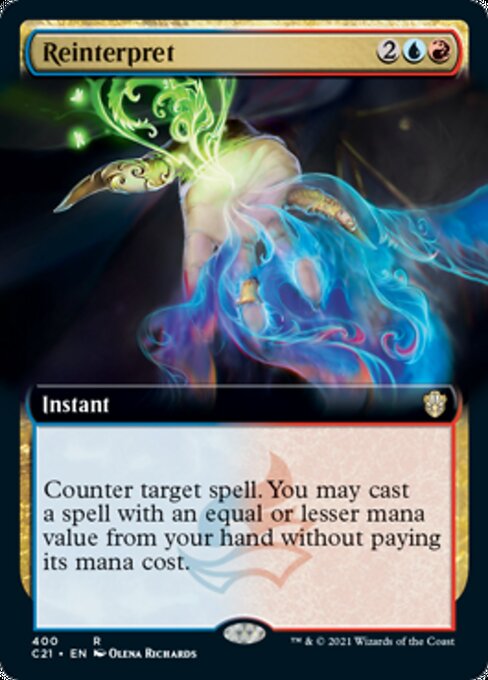 Reinterpret 2
Instant
Counter target spell. You may cast
a spell with an equal or lesser mana
value from your hand without paying
its mana cost.
400 R
C21 • EN Olena Richards
™ & © 2021 Wizards of the Coast